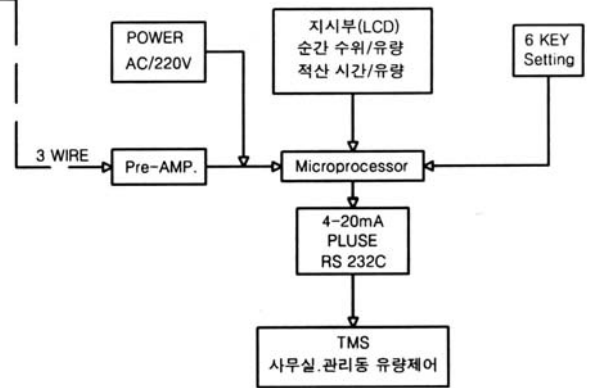 POWER
AC/220V
지시부(LCD)
순간 수위/유량
적산 시간/유량
6 KEY
Setting
3 WIRE
Pre-AMP.
Microprocessor
4-20mA
PLUSE
RS 232C
TMS
사무실.관리동 유량제어